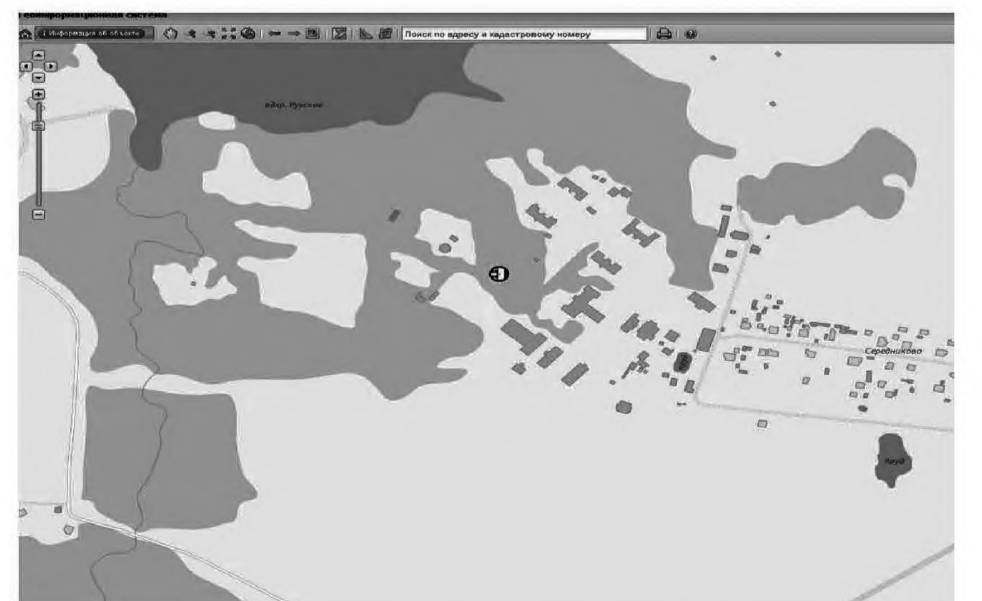 Геоинформационная система
i Информация об объекте
Поиск по адресу и кадастровому номеру
вдхр. Рузское
Середниково
пруд